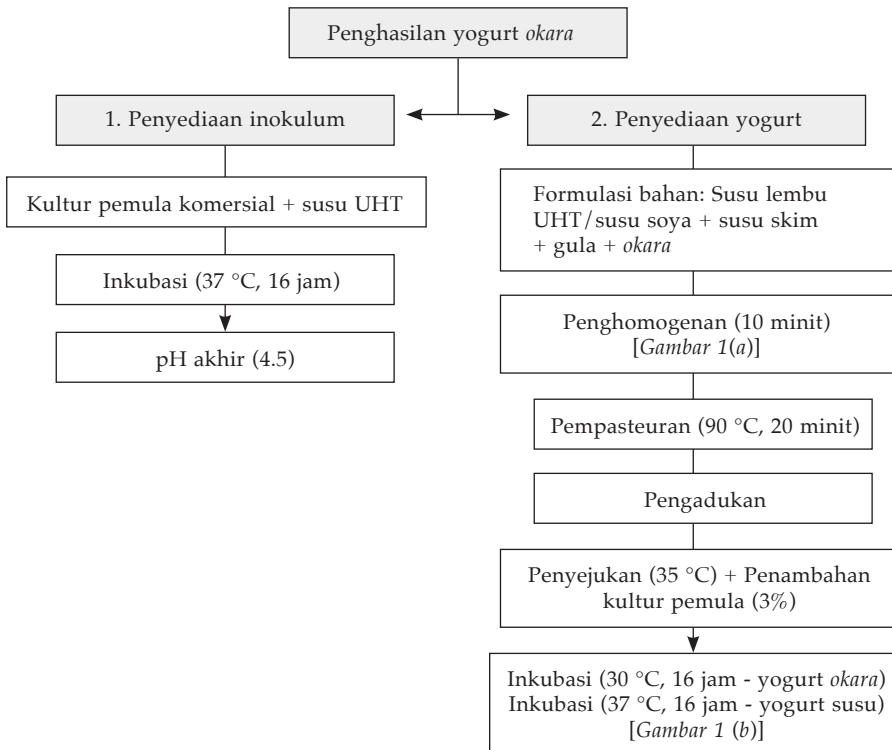 Penghasilan yogurt okara
1. Penyediaan inokulum
Kultur pemula komersial + susu UHT
Inkubasi (37 °C, 16 jam)
pH akhir (4.5)
2. Penyediaan yogurt
Formulasi bahan: Susu lembu
UHT/susu soya + susu skim
+ gula + okara
Penghomogenan (10 minit)
[Gambar 1(a)]
Pempasteuran (90 °C, 20 minit)
Pengadukan
Penyejukan (35 °C) + Penambahan
kultur pemula (3%)
Inkubasi (30 °C, 16 jam - yogurt okara)
Inkubasi (37 °C, 16 jam - yogurt susu)
[Gambar 1 (b)]